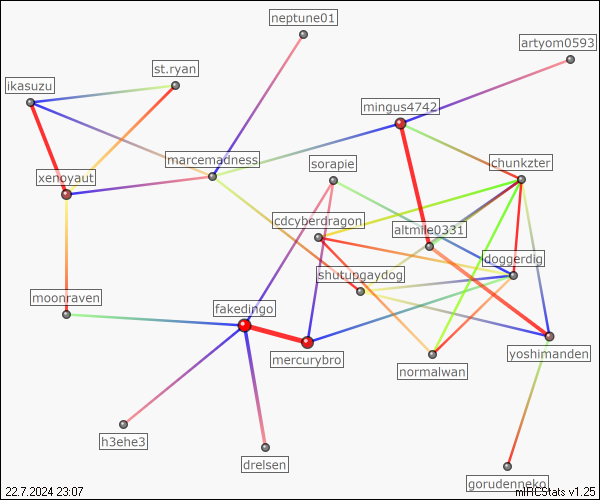 neptune01
artyom0593
st.ryan
ikasuzu
mingus4742
marcemadness
sorapie
chunkzter
xenoyaut
cdcyberdragon
altmile0331
doggerdig
shutupgaydog
moonraven
fakedingo
mercurybro
yoshimanden
normalwan
h3ehe3
drelsen
gorudenneko
22.7.2024 23:07
mIRCStats v1.25